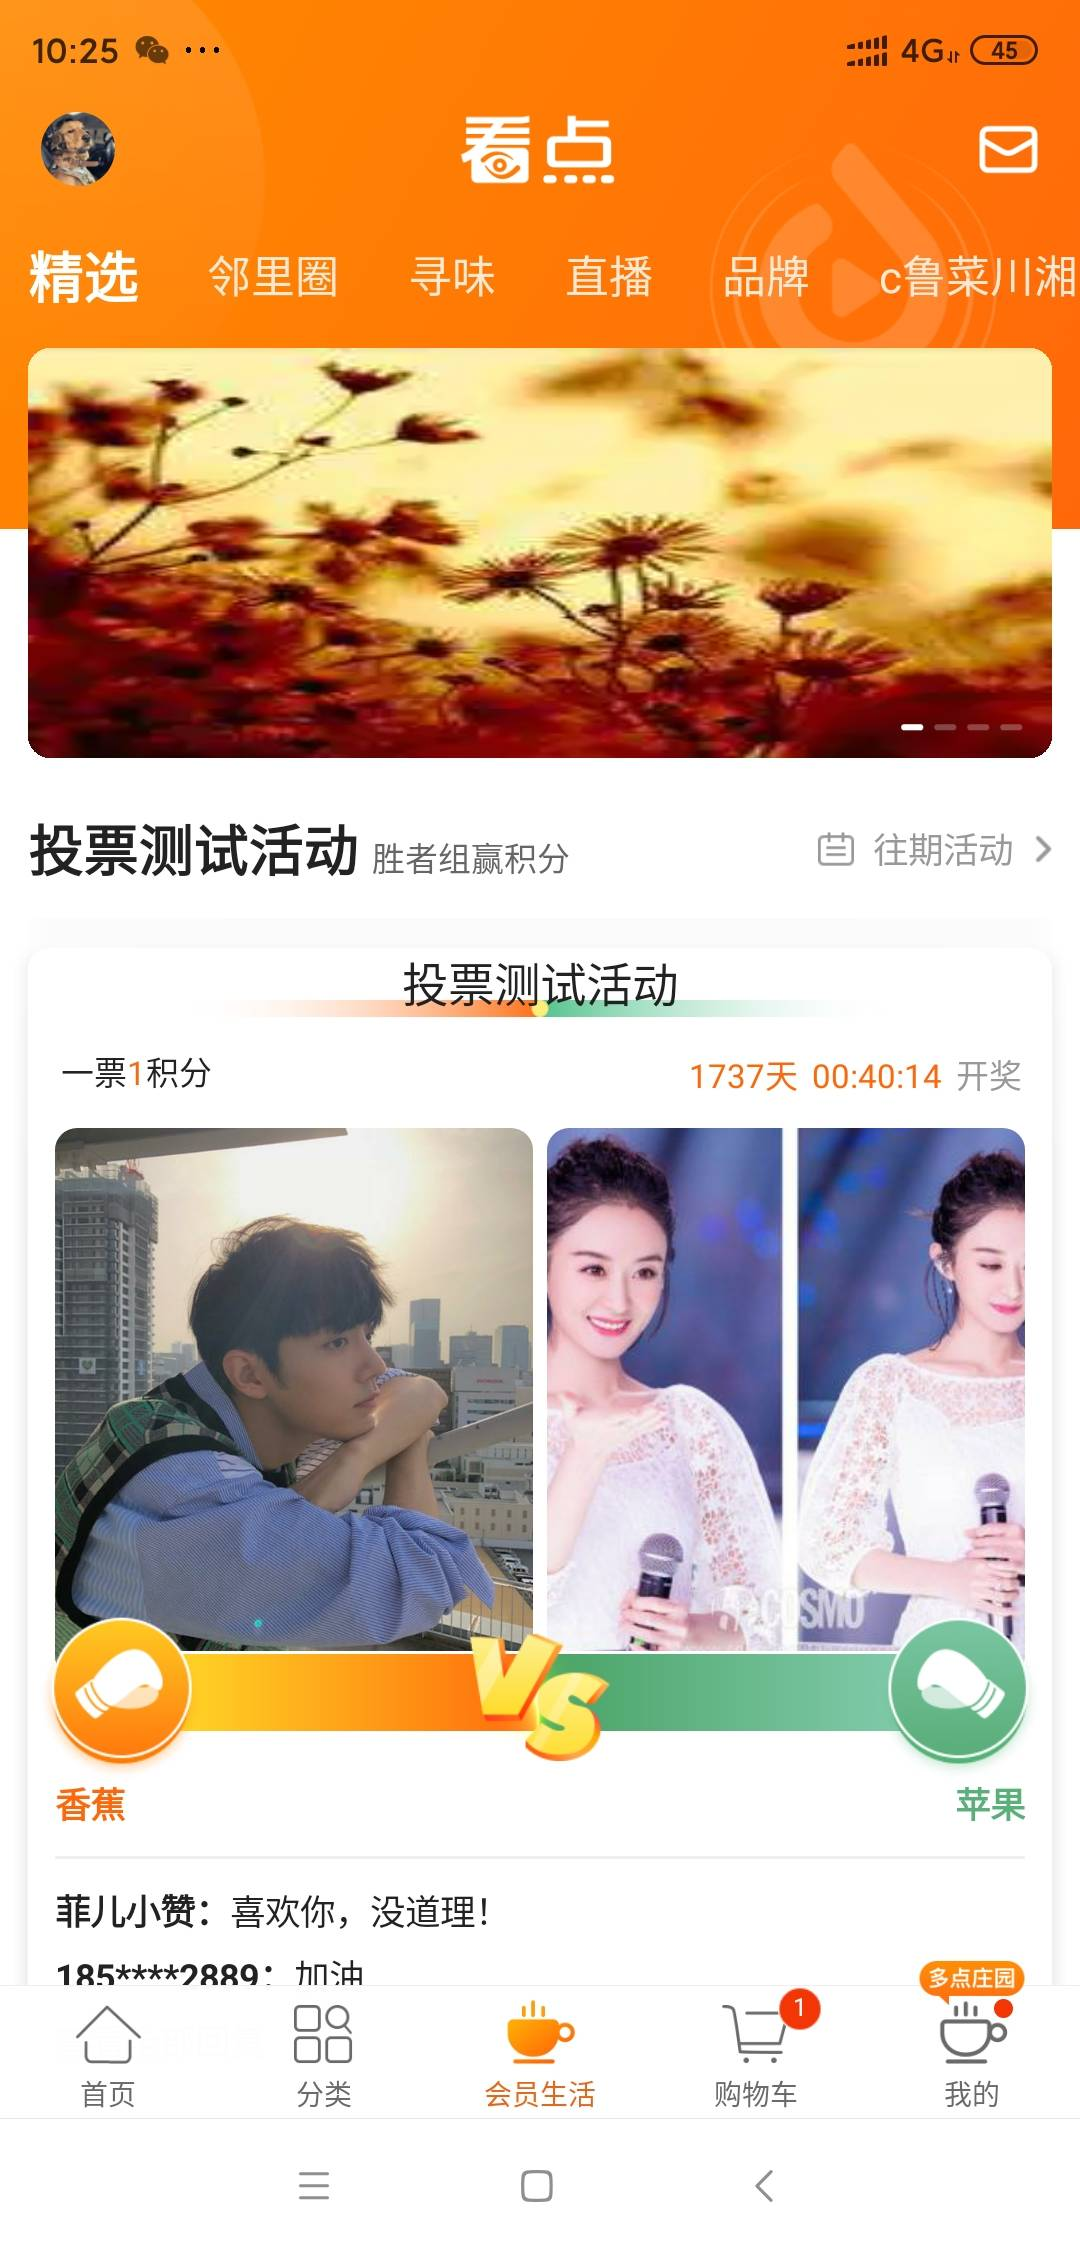 10:25 ... 4G 45
看点
精选 邻里圈 寻味 直播 品牌 c鲁菜川湘
投票测试活动 胜者组赢积分 往期活动
投票测试活动
一票1积分 1737天 00:40:14 开奖
COSMO
VS
香蕉 苹果
菲儿小赞：喜欢你，没道理！
185****2889：加油
多点庄园
1
首页 分类 会员生活 购物车 我的